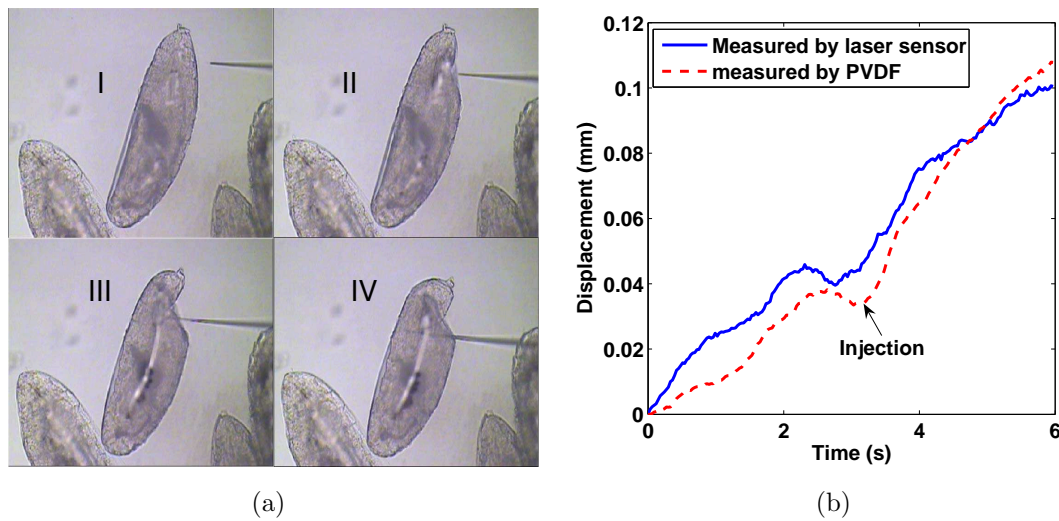 I
II
III
IV
(a)
0.12
0.1
0.08
0.06
0.04
0.02
0
Displacement (mm)
Measured by laser sensor
measured by PVDF
Injection
0
2
4
6
Time (s)
(b)